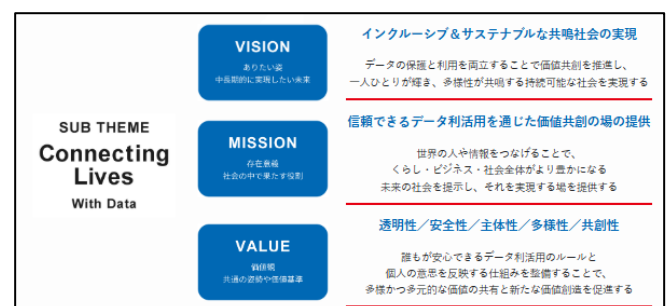 SUB THEME
Connecting
Lives
With Data
VISION
ありたい姿
中長期的に実現したい未来
インクルーシブ＆サステナブルな共鳴社会の実現
データの保護と利用を両立することで価値共創を推進し、
一人ひとりが輝き、多様性が共鳴する持続可能な社会を実現する
MISSION
存在意義
社会の中で果たす役割
信頼できるデータ利活用を通じた価値共創の場の提供
世界の人や情報をつなげることで、
くらし・ビジネス・社会全体がより豊かになる
未来の社会を提示し、それを実現する場を提供する
VALUE
価値観
共通の姿勢や価値基準
透明性／安全性／主体性／多様性／共創性
誰もが安心できるデータ利活用のルールと
個人の意思を反映する仕組みを整備することで、
多様かつ多元的な価値の共有と新たな価値創造を促進する